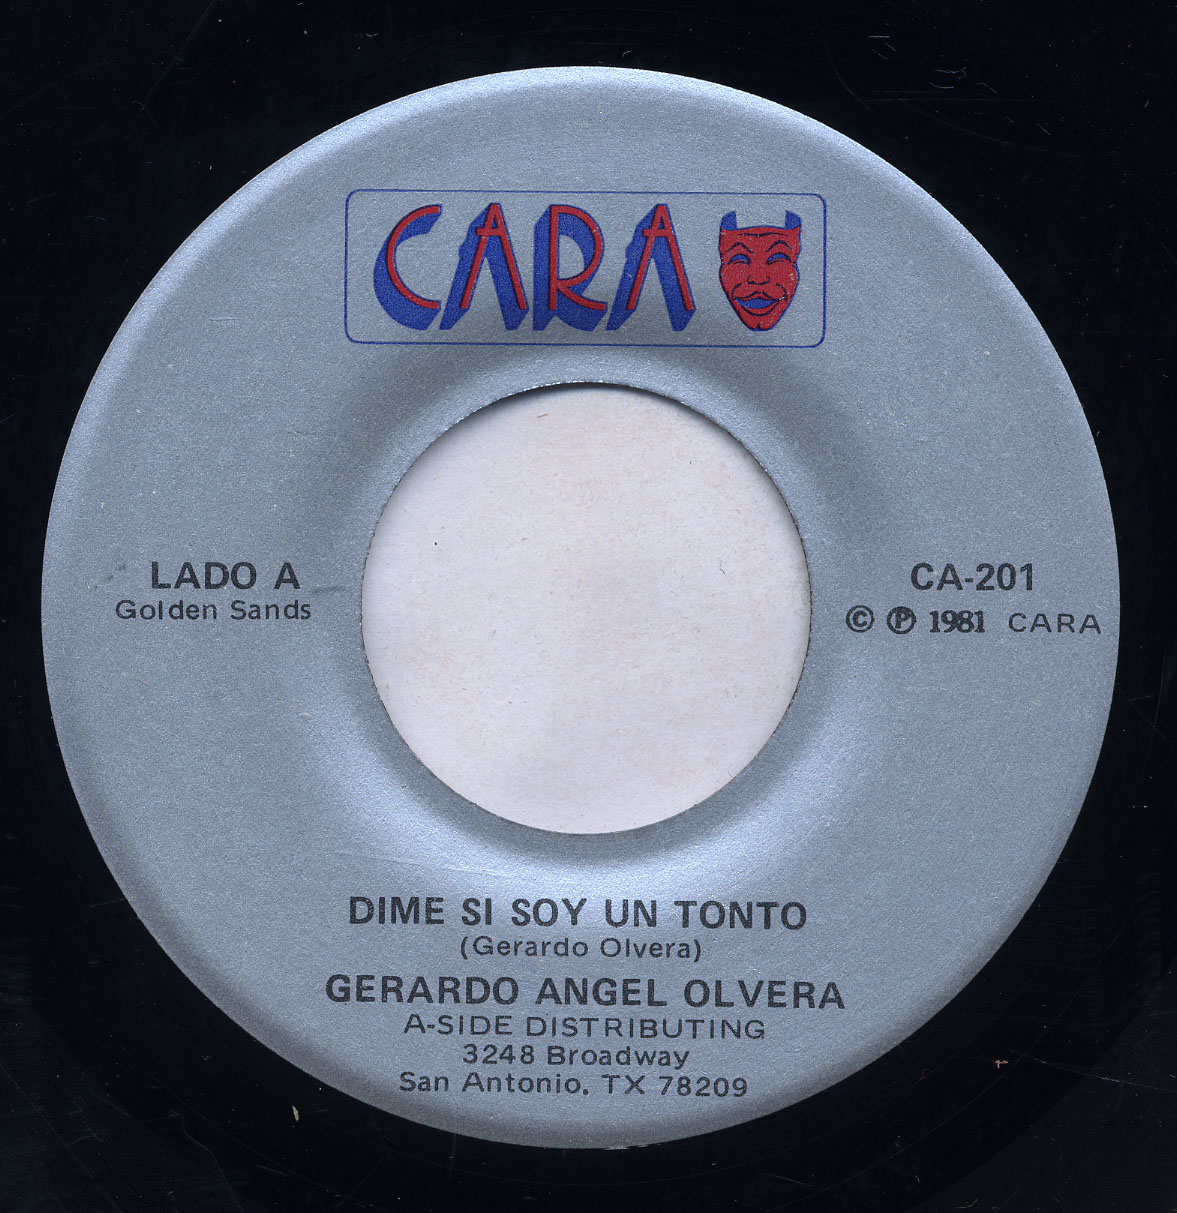 CARA
LADO A
Golden Sands
CA-201
© ℗ 1981 CARA
DIME SI SOY UN TONTO
(Gerardo Olvera)
GERARDO ANGEL OLVERA
A-SIDE DISTRIBUTING
3248 Broadway
San Antonio, TX 78209